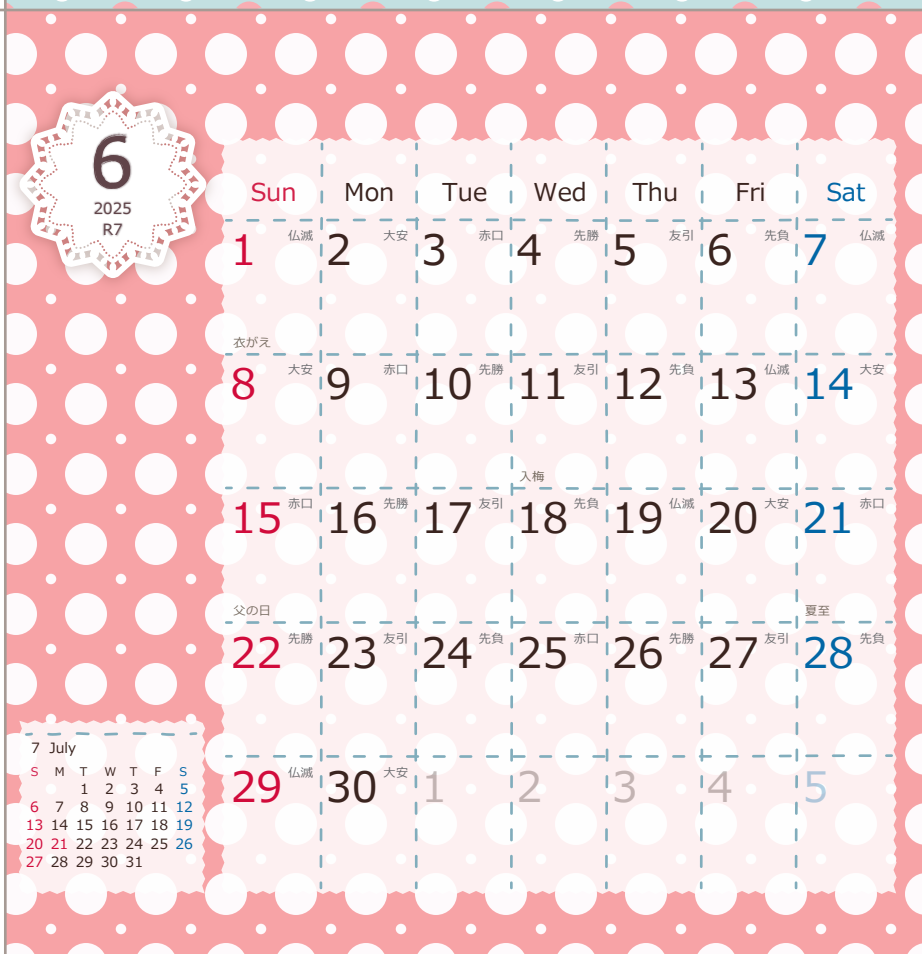 6
2025
R7
Sun Mon Tue Wed Thu Fri Sat
1 仏滅 2 大安 3 赤口 4 先勝 5 友引 6 先負 7 仏滅
衣がえ
8 大安 9 赤口 10 先勝 11 友引 12 先負 13 仏滅 14 大安
入梅
15 赤口 16 先勝 17 友引 18 先負 19 仏滅 20 大安 21 赤口
父の日 夏至
22 先勝 23 友引 24 先負 25 赤口 26 先勝 27 友引 28 先負
29 仏滅 30 大安 1 2 3 4 5
7 July
S M T W T F S
1 2 3 4 5
6 7 8 9 10 11 12
13 14 15 16 17 18 19
20 21 22 23 24 25 26
27 28 29 30 31